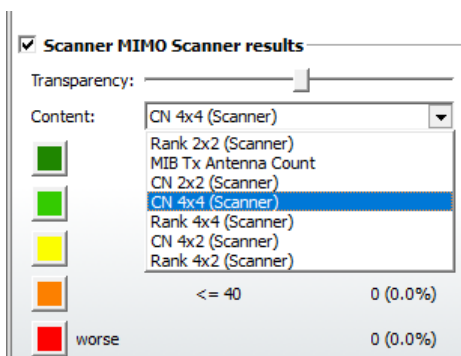 Scanner MIMO Scanner results
Transparency:
Content: CN 4x4 (Scanner)
Rank 2x2 (Scanner)
MIB Tx Antenna Count
CN 2x2 (Scanner)
CN 4x4 (Scanner)
Rank 4x4 (Scanner)
CN 4x2 (Scanner)
Rank 4x2 (Scanner)
<= 40 0 (0.0%)
worse 0 (0.0%)